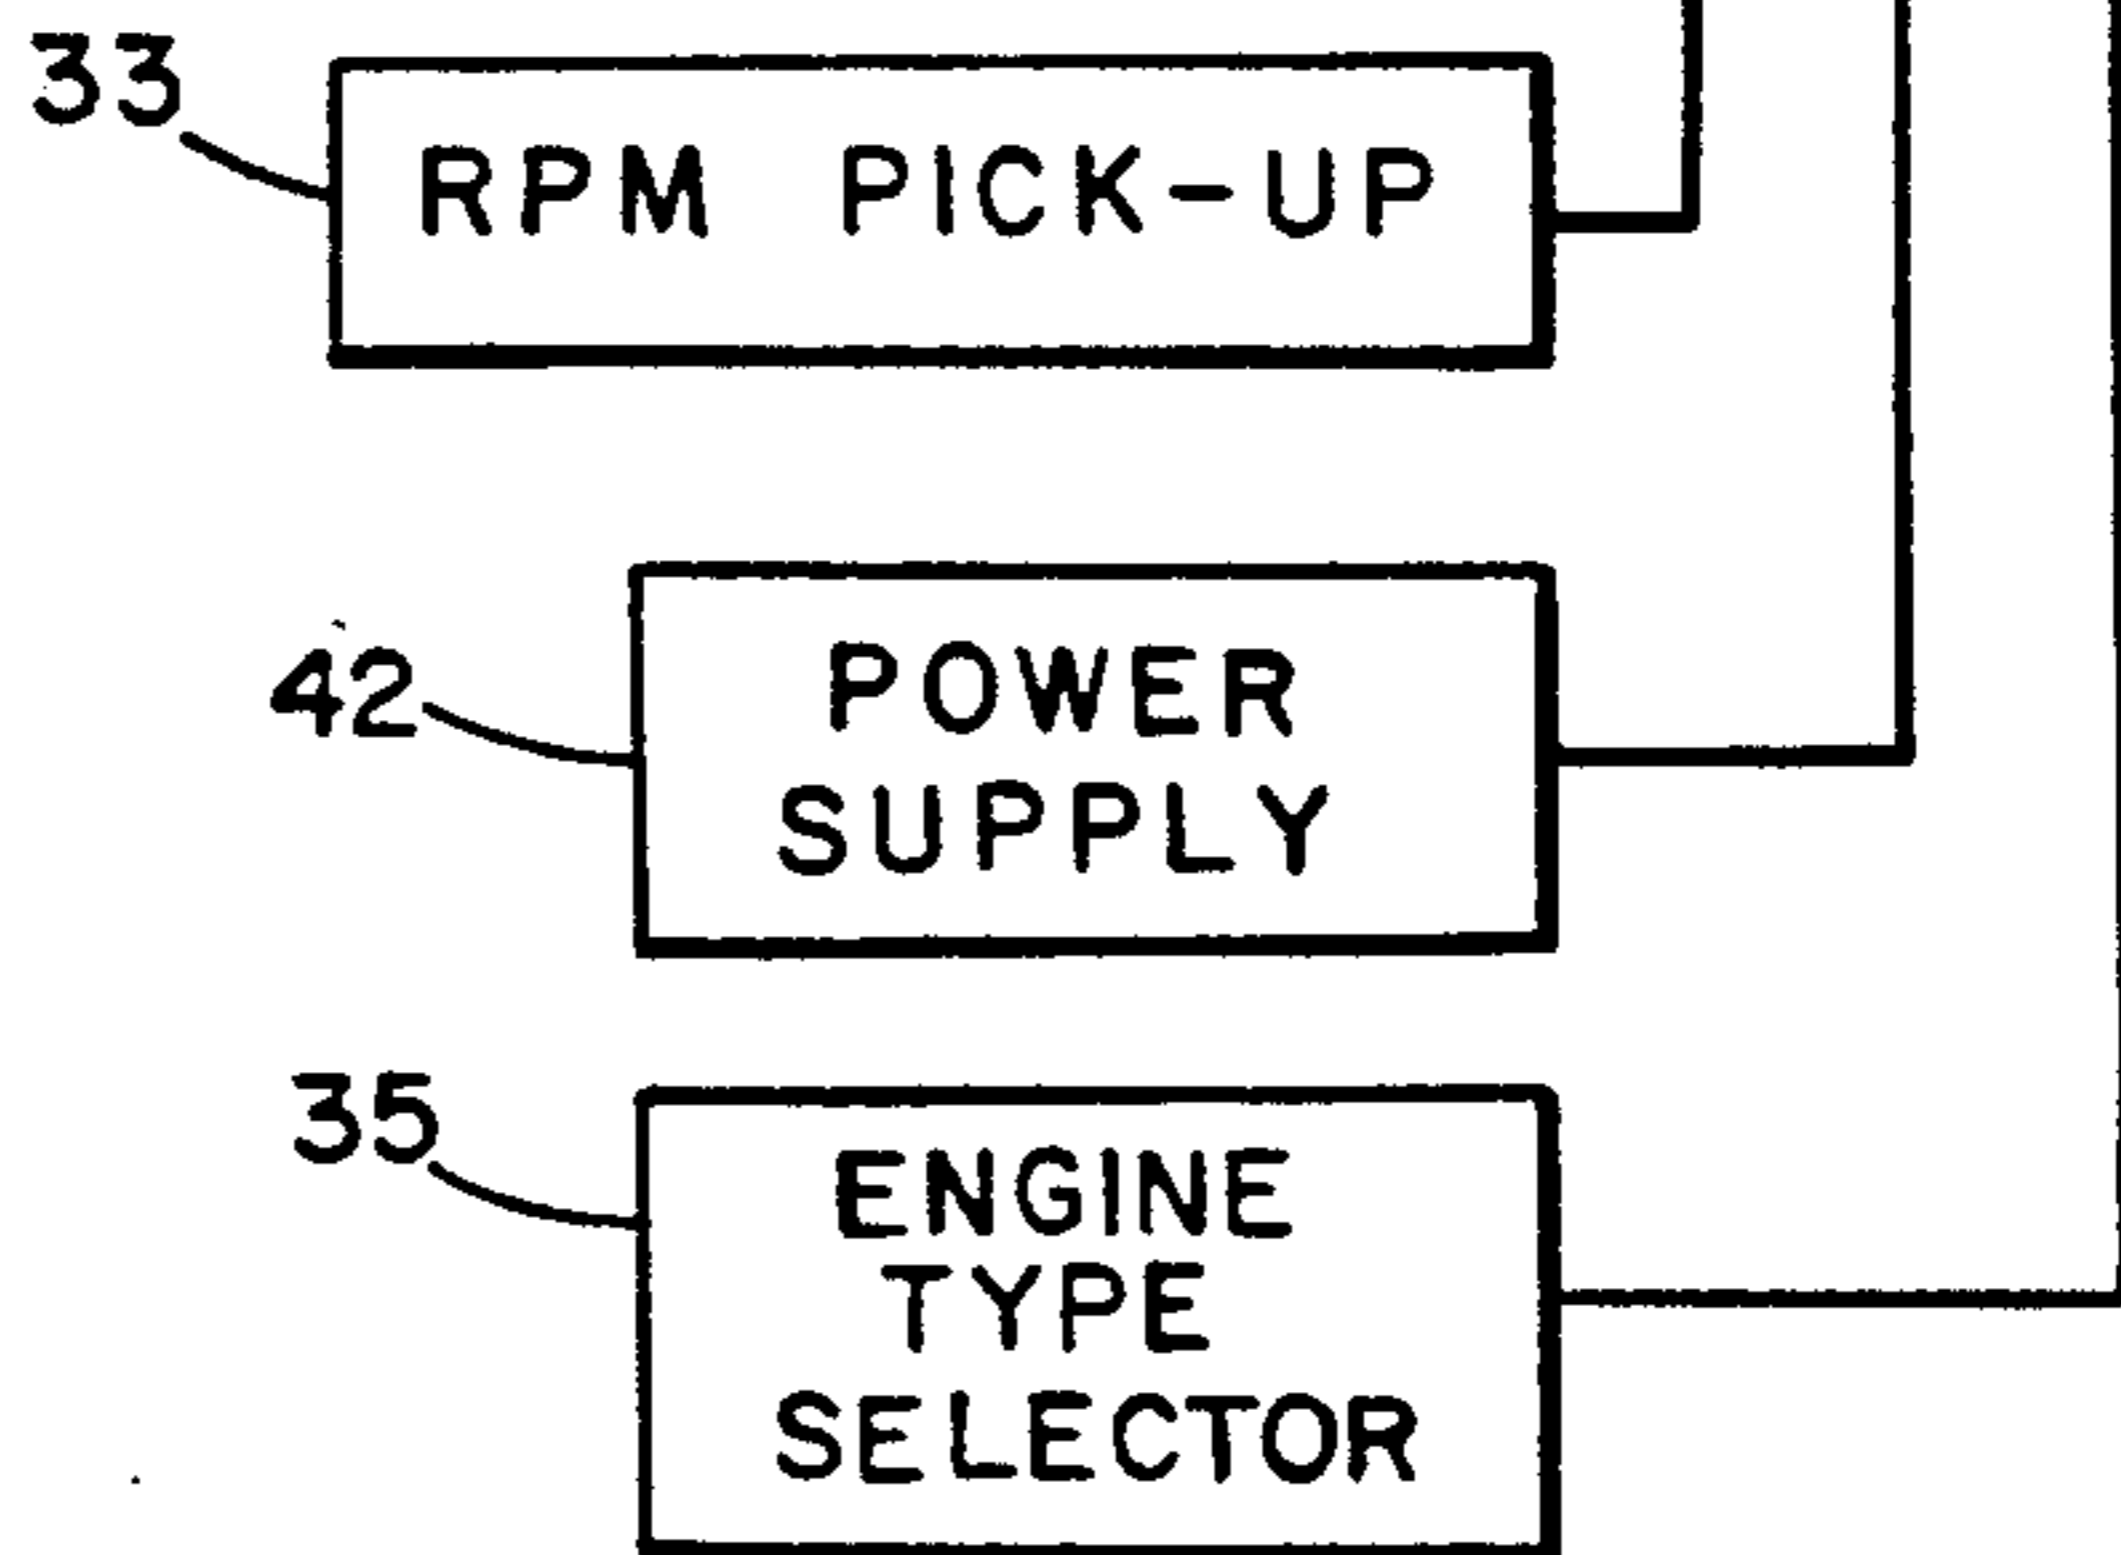 33
RPM PICK-UP
42
POWER
SUPPLY
35
ENGINE
TYPE
SELECTOR